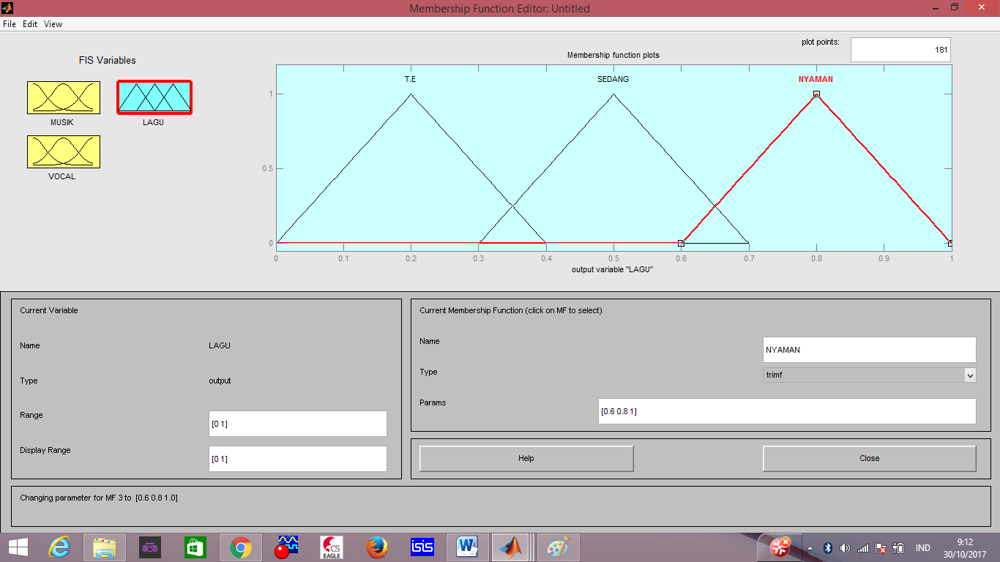 Membership Function Editor: Untitled
File Edit View
FIS Variables
MUSIK
LAGU
VOCAL
plot points:
181
Membership function plots
T.E
SEDANG
NYAMAN
1
0.5
0
0 0.1 0.2 0.3 0.4 0.5 0.6 0.7 0.8 0.9 1
output variable "LAGU"
Current Variable
Name LAGU
Type output
Range [0 1]
Display Range [0 1]
Current Membership Function (click on MF to select)
Name NYAMAN
Type trimf
Params [0.6 0.8 1]
Help
Close
Changing parameter for MF 3 to [0.6 0.8 1.0]
CS
EAGLE
isis
W
IND
9:12
30/10/2017